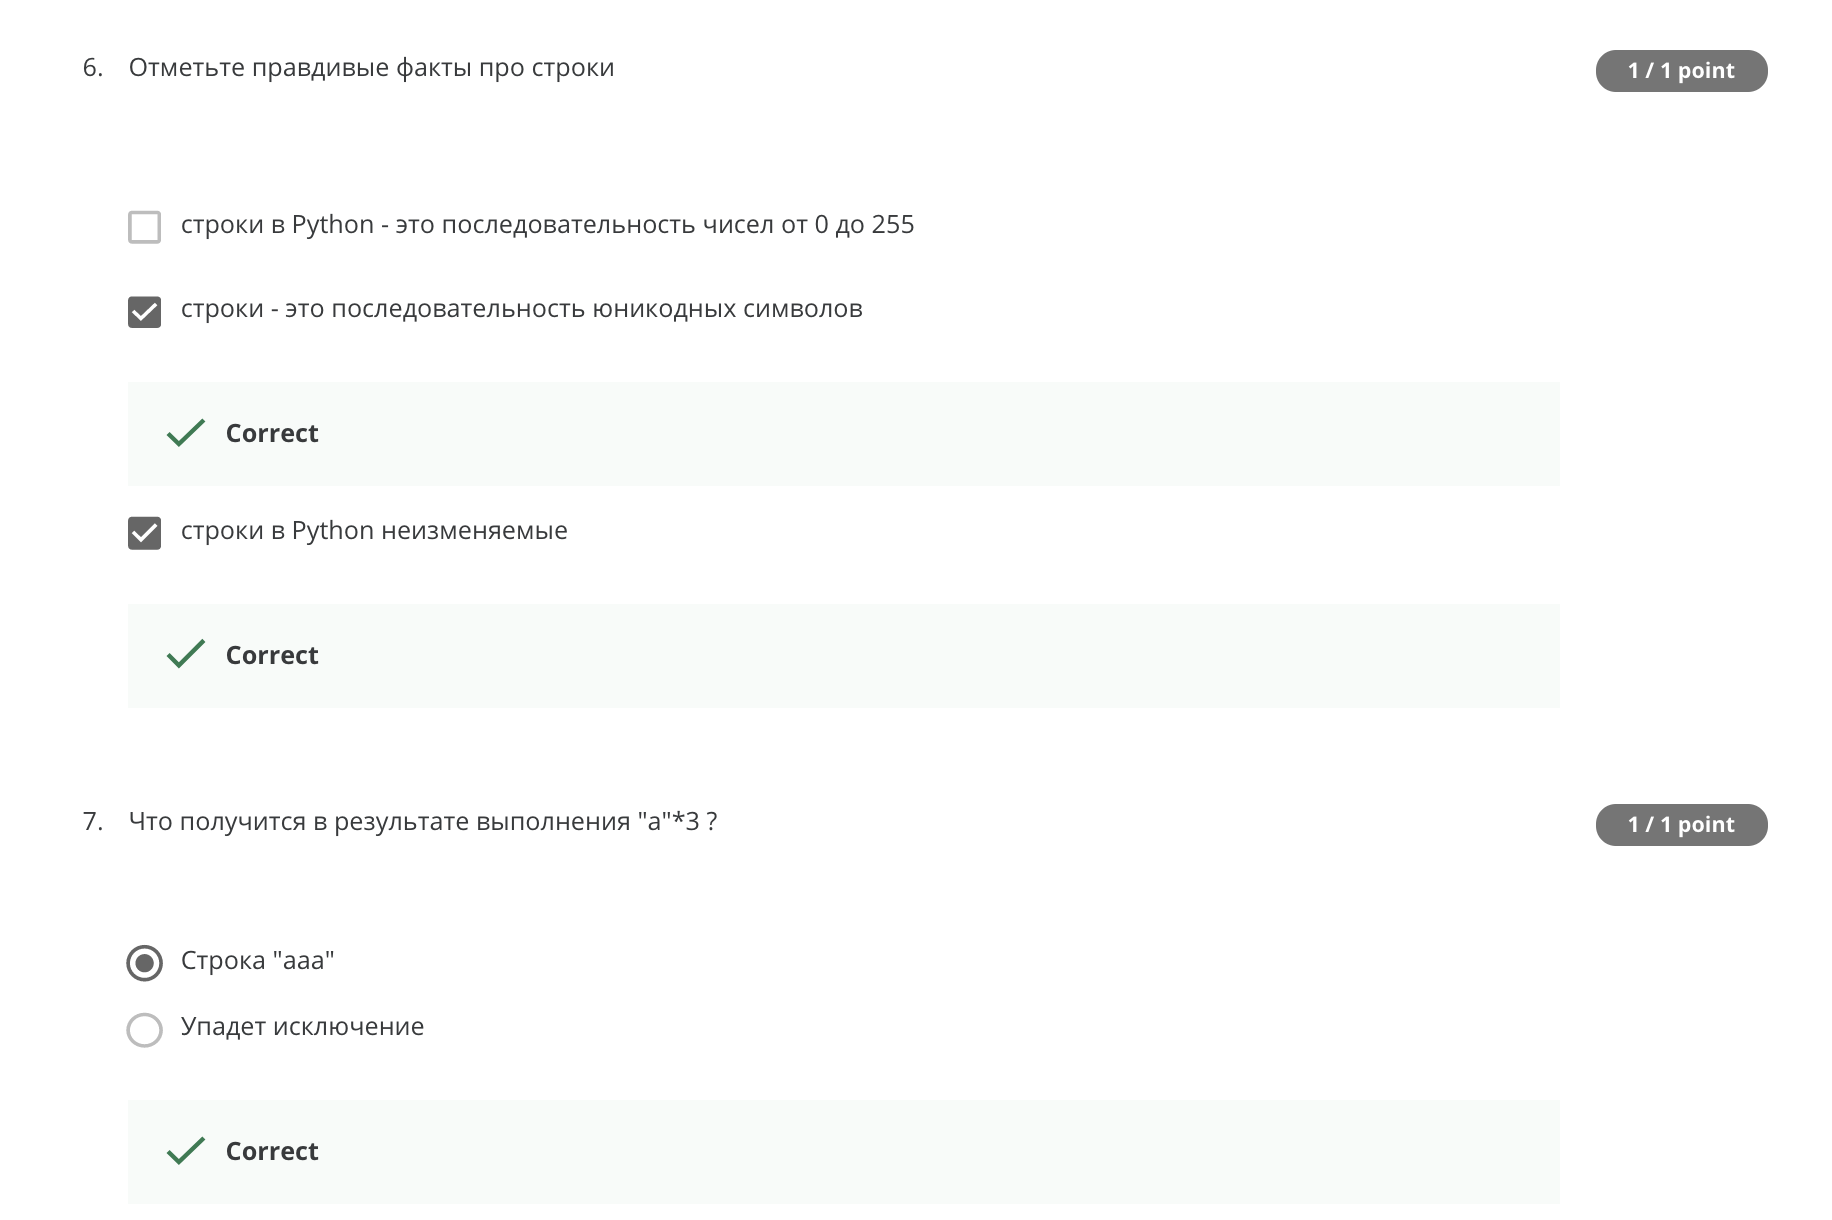 6. Отметьте правдивые факты про строки
1 / 1 point
строки в Python - это последовательность чисел от 0 до 255
строки - это последовательность юникодных символов
Correct
строки в Python неизменяемые
Correct
7. Что получится в результате выполнения "a"*3 ?
1 / 1 point
Строка "aaa"
Упадет исключение
Correct